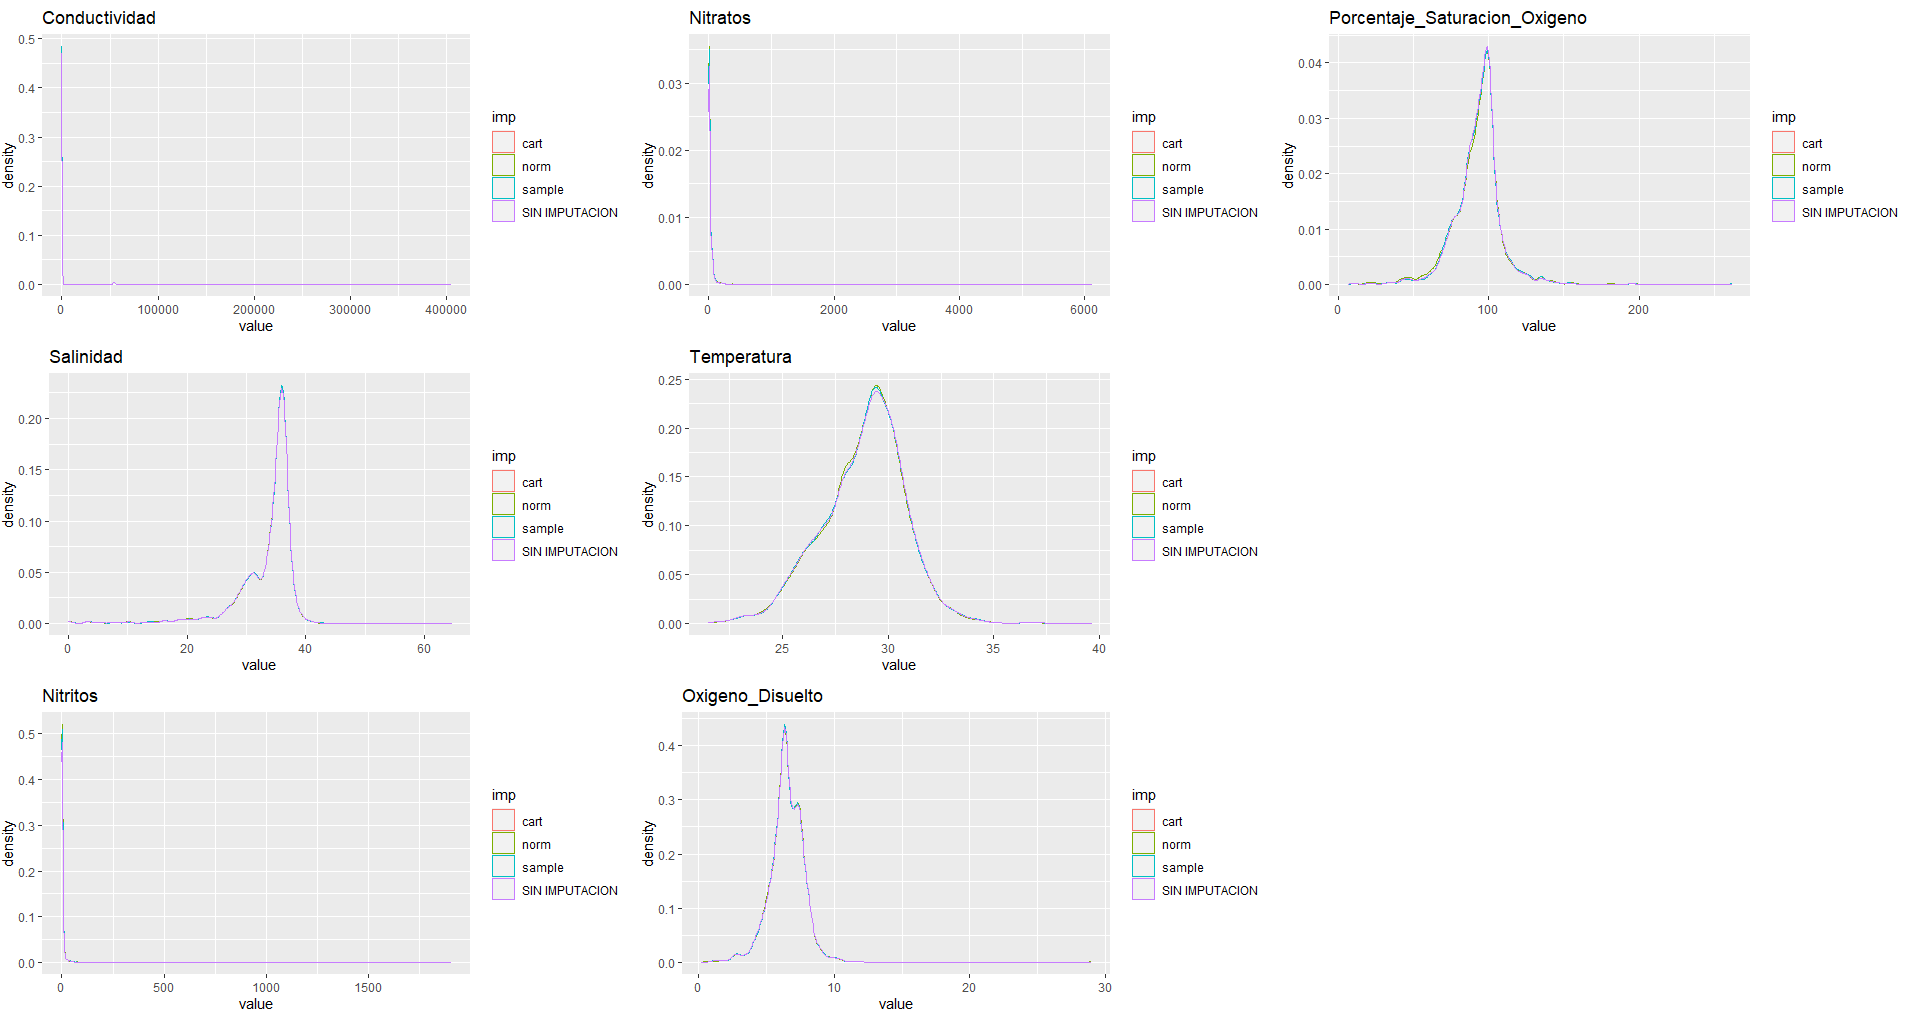 Conductividad
density
0.5
0.4
0.3
0.2
0.1
0.0
0
100000
200000
300000
400000
value
imp
cart
norm
sample
SIN IMPUTACION
Nitratos
density
0.03
0.02
0.01
0.00
0
2000
4000
6000
value
imp
cart
norm
sample
SIN IMPUTACION
Porcentaje_Saturacion_Oxigeno
density
0.04
0.03
0.02
0.01
0.00
0
100
200
value
imp
cart
norm
sample
SIN IMPUTACION
Salinidad
density
0.20
0.15
0.10
0.05
0.00
0
20
40
60
value
imp
cart
norm
sample
SIN IMPUTACION
Temperatura
density
0.25
0.20
0.15
0.10
0.05
0.00
25
30
35
40
value
imp
cart
norm
sample
SIN IMPUTACION
Nitritos
density
0.5
0.4
0.3
0.2
0.1
0.0
0
500
1000
1500
value
imp
cart
norm
sample
SIN IMPUTACION
Oxigeno_Disuelto
density
0.4
0.3
0.2
0.1
0.0
0
10
20
30
value
imp
cart
norm
sample
SIN IMPUTACION